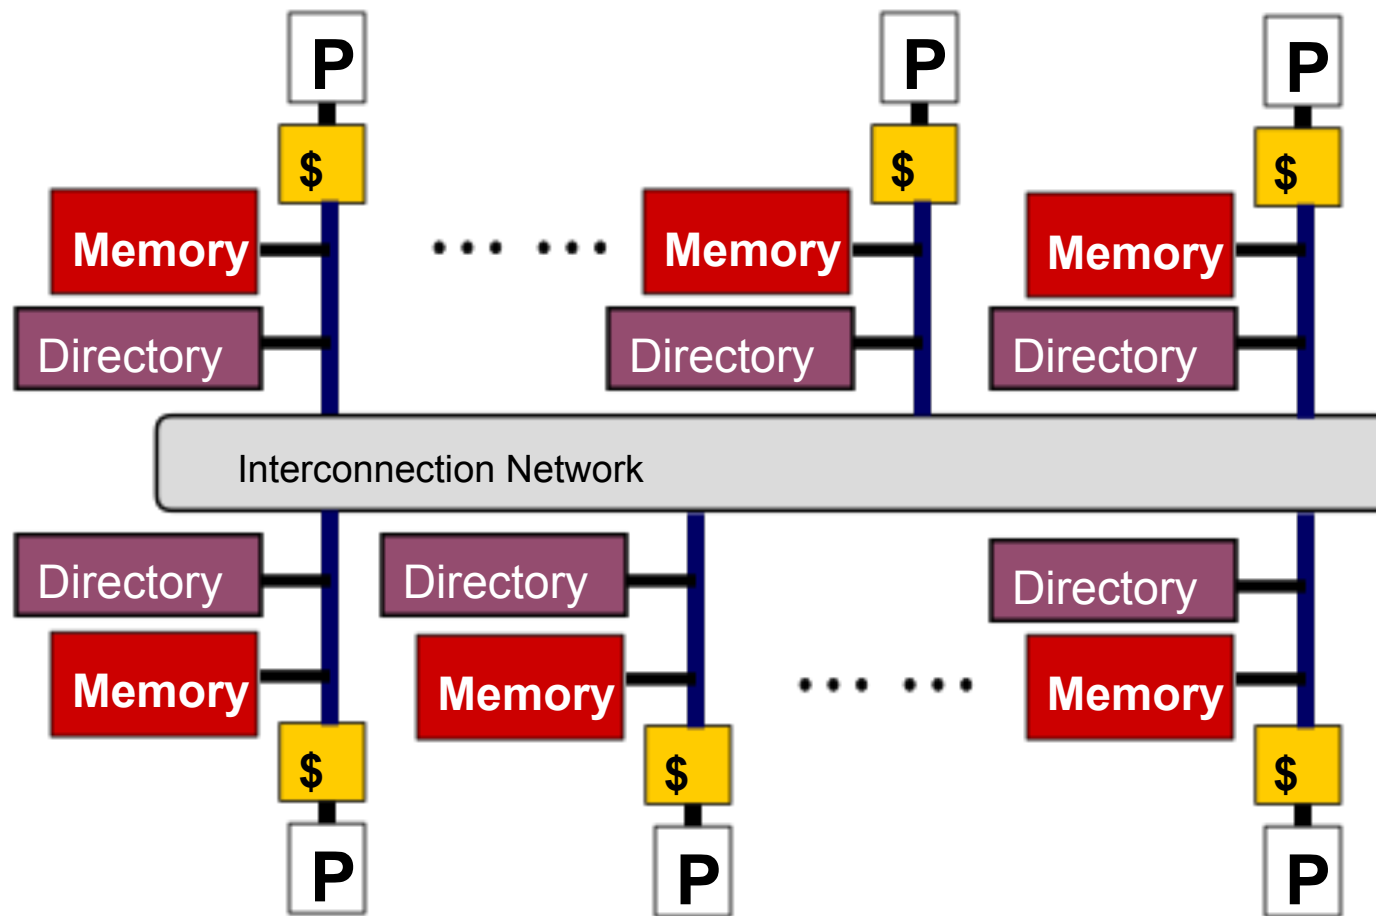 P P P
$ $ $
Memory Memory Memory
Directory Directory Directory
Interconnection Network
Directory Directory Directory
Memory Memory Memory
$ $ $
P P P